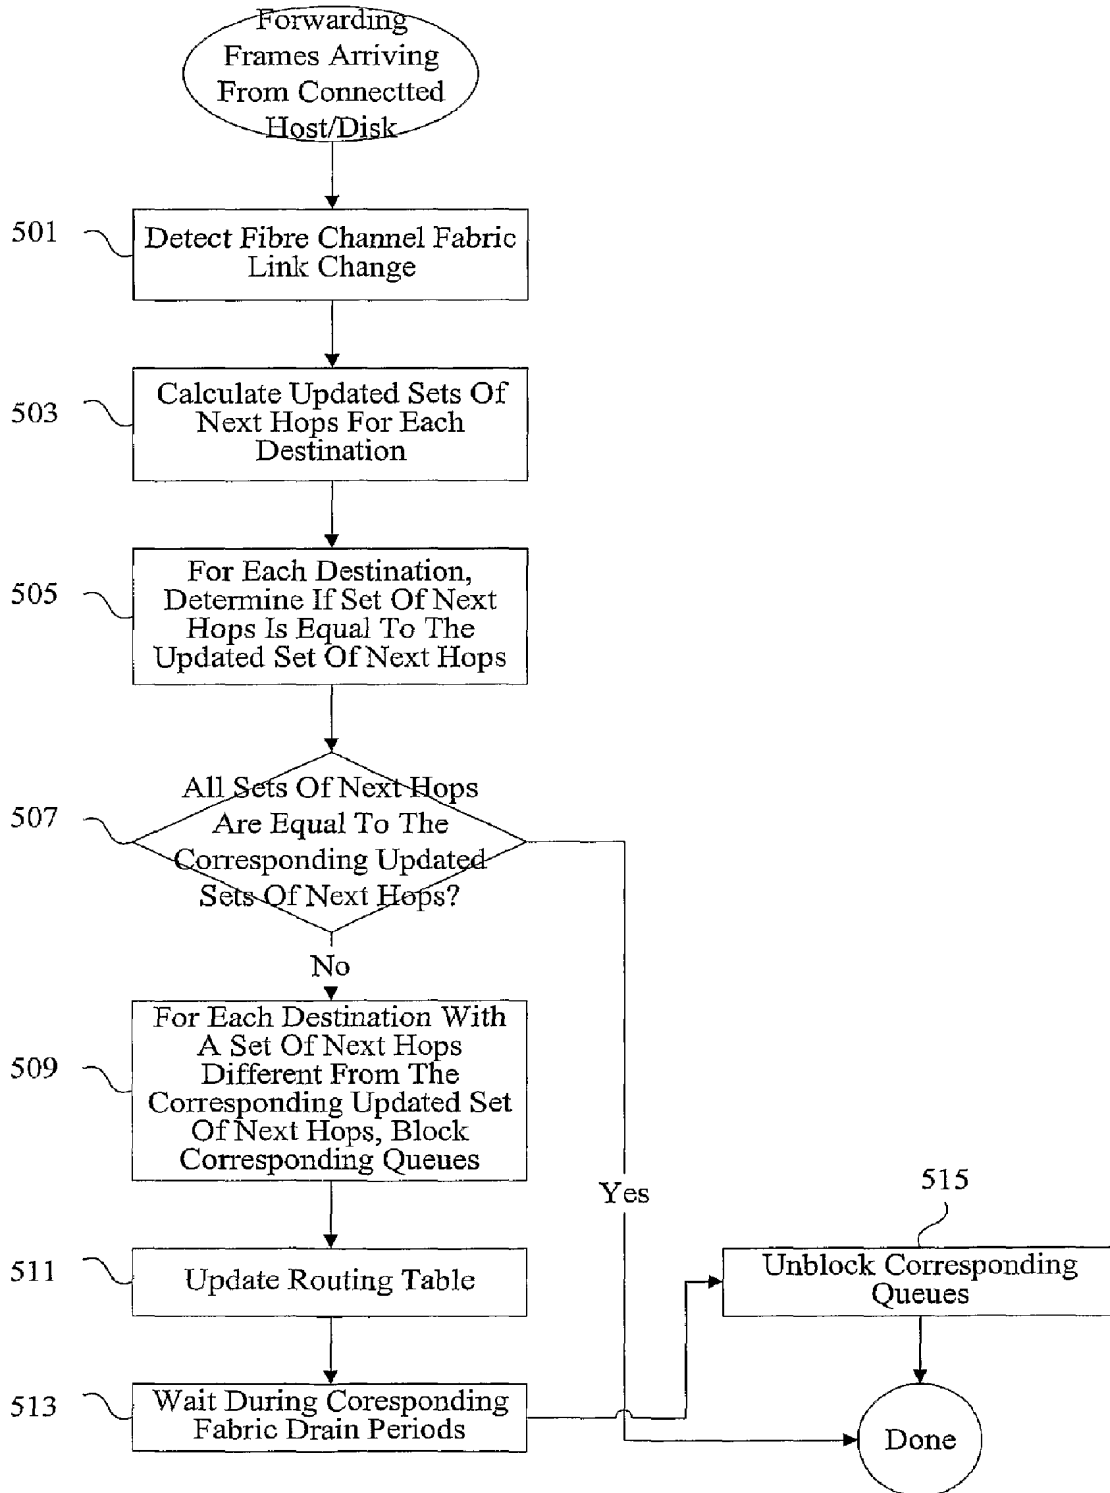 Forwarding
Frames Arriving
From Connectted
Host/Disk
501
Detect Fibre Channel Fabric
Link Change
503
Calculate Updated Sets Of
Next Hops For Each
Destination
505
For Each Destination,
Determine If Set Of Next
Hops Is Equal To The
Updated Set Of Next Hops
507
All Sets Of Next Hops
Are Equal To The
Corresponding Updated
Sets Of Next Hops?
No
509
For Each Destination With
A Set Of Next Hops
Different From The
Corresponding Updated Set
Of Next Hops, Block
Corresponding Queues
Yes
511
Update Routing Table
513
Wait During Coresponding
Fabric Drain Periods
515
Unblock Corresponding
Queues
Done